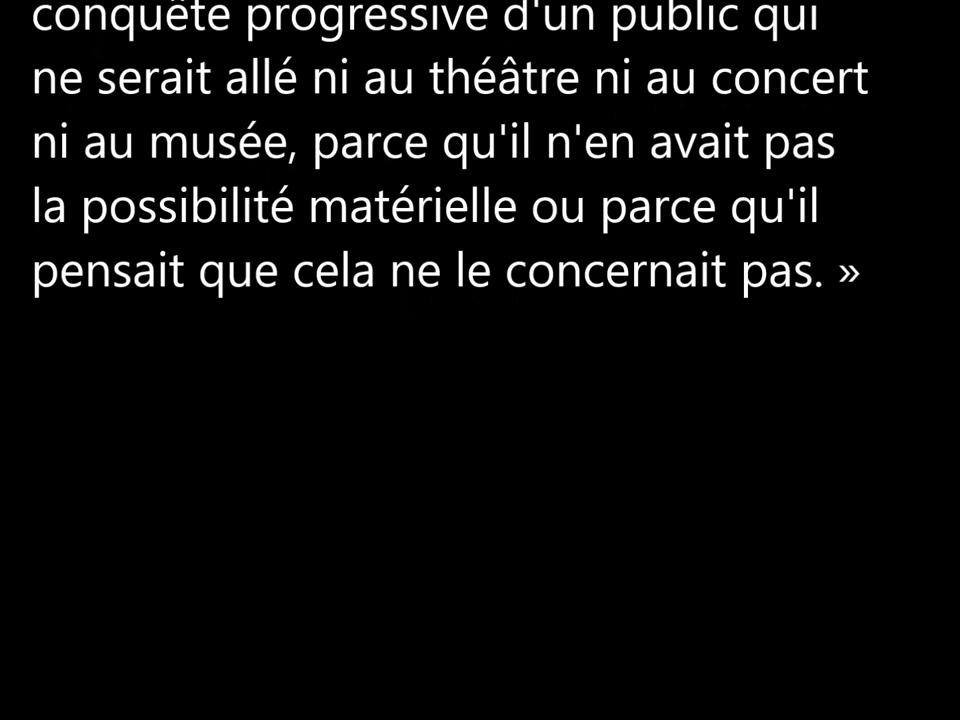 conquête progressive d'un public qui
ne serait allé ni au théâtre ni au concert
ni au musée, parce qu'il n'en avait pas
la possibilité matérielle ou parce qu'il
pensait que cela ne le concernait pas. »